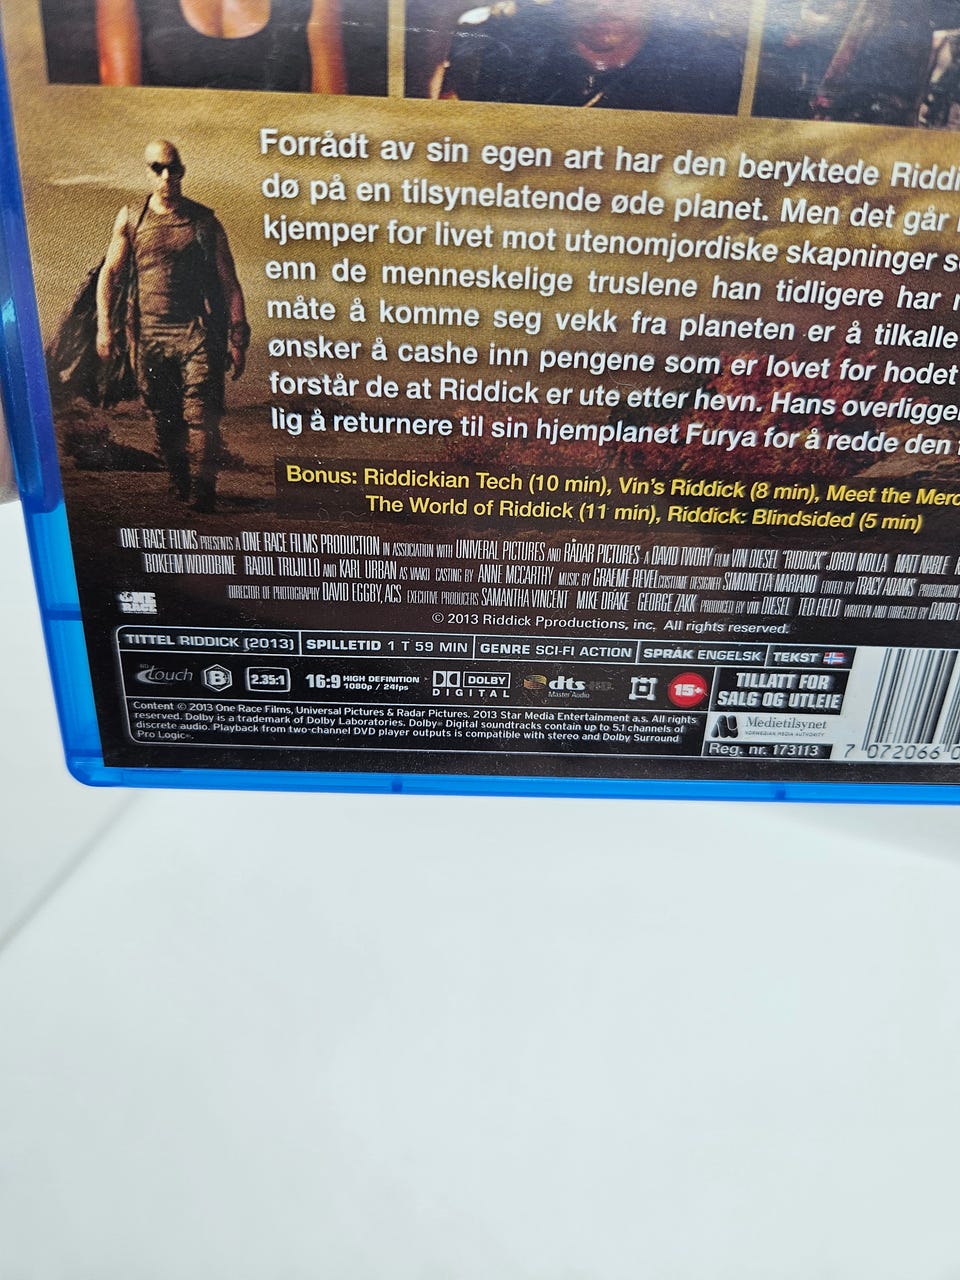 Forrådt av sin egen art har den beryktede Riddi
dø på en tilsynelatende øde planet. Men det går
kjemper for livet mot utenomjordiske skapninger s
enn de menneskelige truslene han tidligere har
måte å komme seg vekk fra planeten er å tilkalle
ønsker å cashe inn pengene som er lovet for hodet
forstår de at Riddick er ute etter hevn. Hans overligge
lig å returnere til sin hjemplanet Furya for å redde den
Bonus: Riddickian Tech (10 min), Vin's Riddick (8 min), Meet the Merc
The World of Riddick (11 min), Riddick: Blindsided (5 min)
ONE RACE FILMS PRESENTS A ONE RACE FILMS PRODUCTION IN ASSOCIATION WITH UNIVERAL PICTURES AND RADAR PICTURES A DAVID TWOHY FILM VIN DIESEL "RIDDICK" JORDI MOLLA MATT NABLE
BOKEEM WOODBINE RAOUL TRUJILLO AND KARL URBAN AS VAAKO CASTING BY ANNE MCCARTHY MUSIC BY GRAEME REVEL COSTUME DESIGNER SIMONETTA MARIANO EDITED BY TRACY ADAMS PRODUCTION
DIRECTOR OF PHOTOGRAPHY DAVID EGGBY, ACS EXECUTIVE PRODUCERS SAMANTHA VINCENT MIKE DRAKE GEORGE ZAKK PRODUCED BY VIN DIESEL TED FIELD WRITTEN AND DIRECTED BY DAVID
ONE RACE
© 2013 Riddick Pproductions, inc. All rights reserved.
TITTEL RIDDICK (2013) SPILLETID 1 T 59 MIN GENRE SCI-FI ACTION SPRÅK ENGELSK TEKST
touch B 2.35:1 16:9 HIGH DEFINITION 1080p / 24fps DOLBY DIGITAL dts-HD Master Audio 15+
TILLATT FOR
SALG OG UTLEIE
Content © 2013 One Race Films, Universal Pictures & Radar Pictures. 2013 Star Media Entertainment a.s. All rights
reserved. Dolby is a trademark of Dolby Laboratories. Dolby® Digital soundtracks contain up to 5.1 channels of
discrete audio. Playback from two-channel DVD player outputs is compatible with stereo and Dolby Surround
Pro Logic®.
Medietilsynet
NORWEGIAN MEDIA AUTHORITY
Reg. nr. 173113
7 072066 0